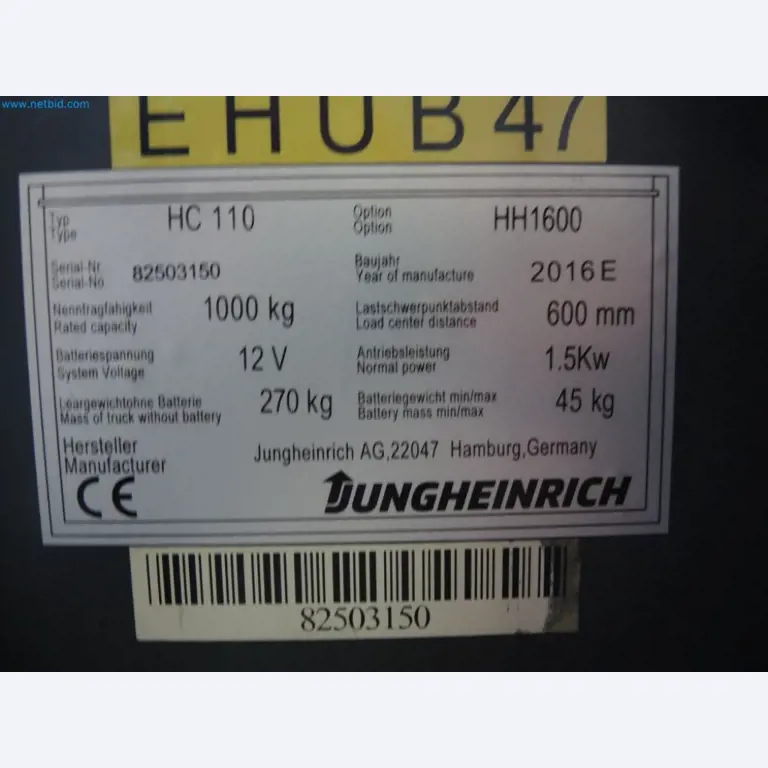 www.netbid.com
EHUB47
Typ HC 110 Option HH1600
Type Option
Serial-Nr 82503150 Baujahr 2016E
Serial-No Year of manufacture
Nenntragfahigkeit 1000 kg Lastschwerpunktabstand 600 mm
Rated capacity Load center distance
Batteriespannung 12 V Antriebsleistung 1.5Kw
System Voltage Normal power
Leargewichtohne Batterie 270 kg Batteriegewicht min/max 45 kg
Mass of truck without battery Battery mass min/max
Hersteller Jungheinrich AG,22047 Hamburg,Germany
Manufacturer
CE JUNGHEINRICH
82503150